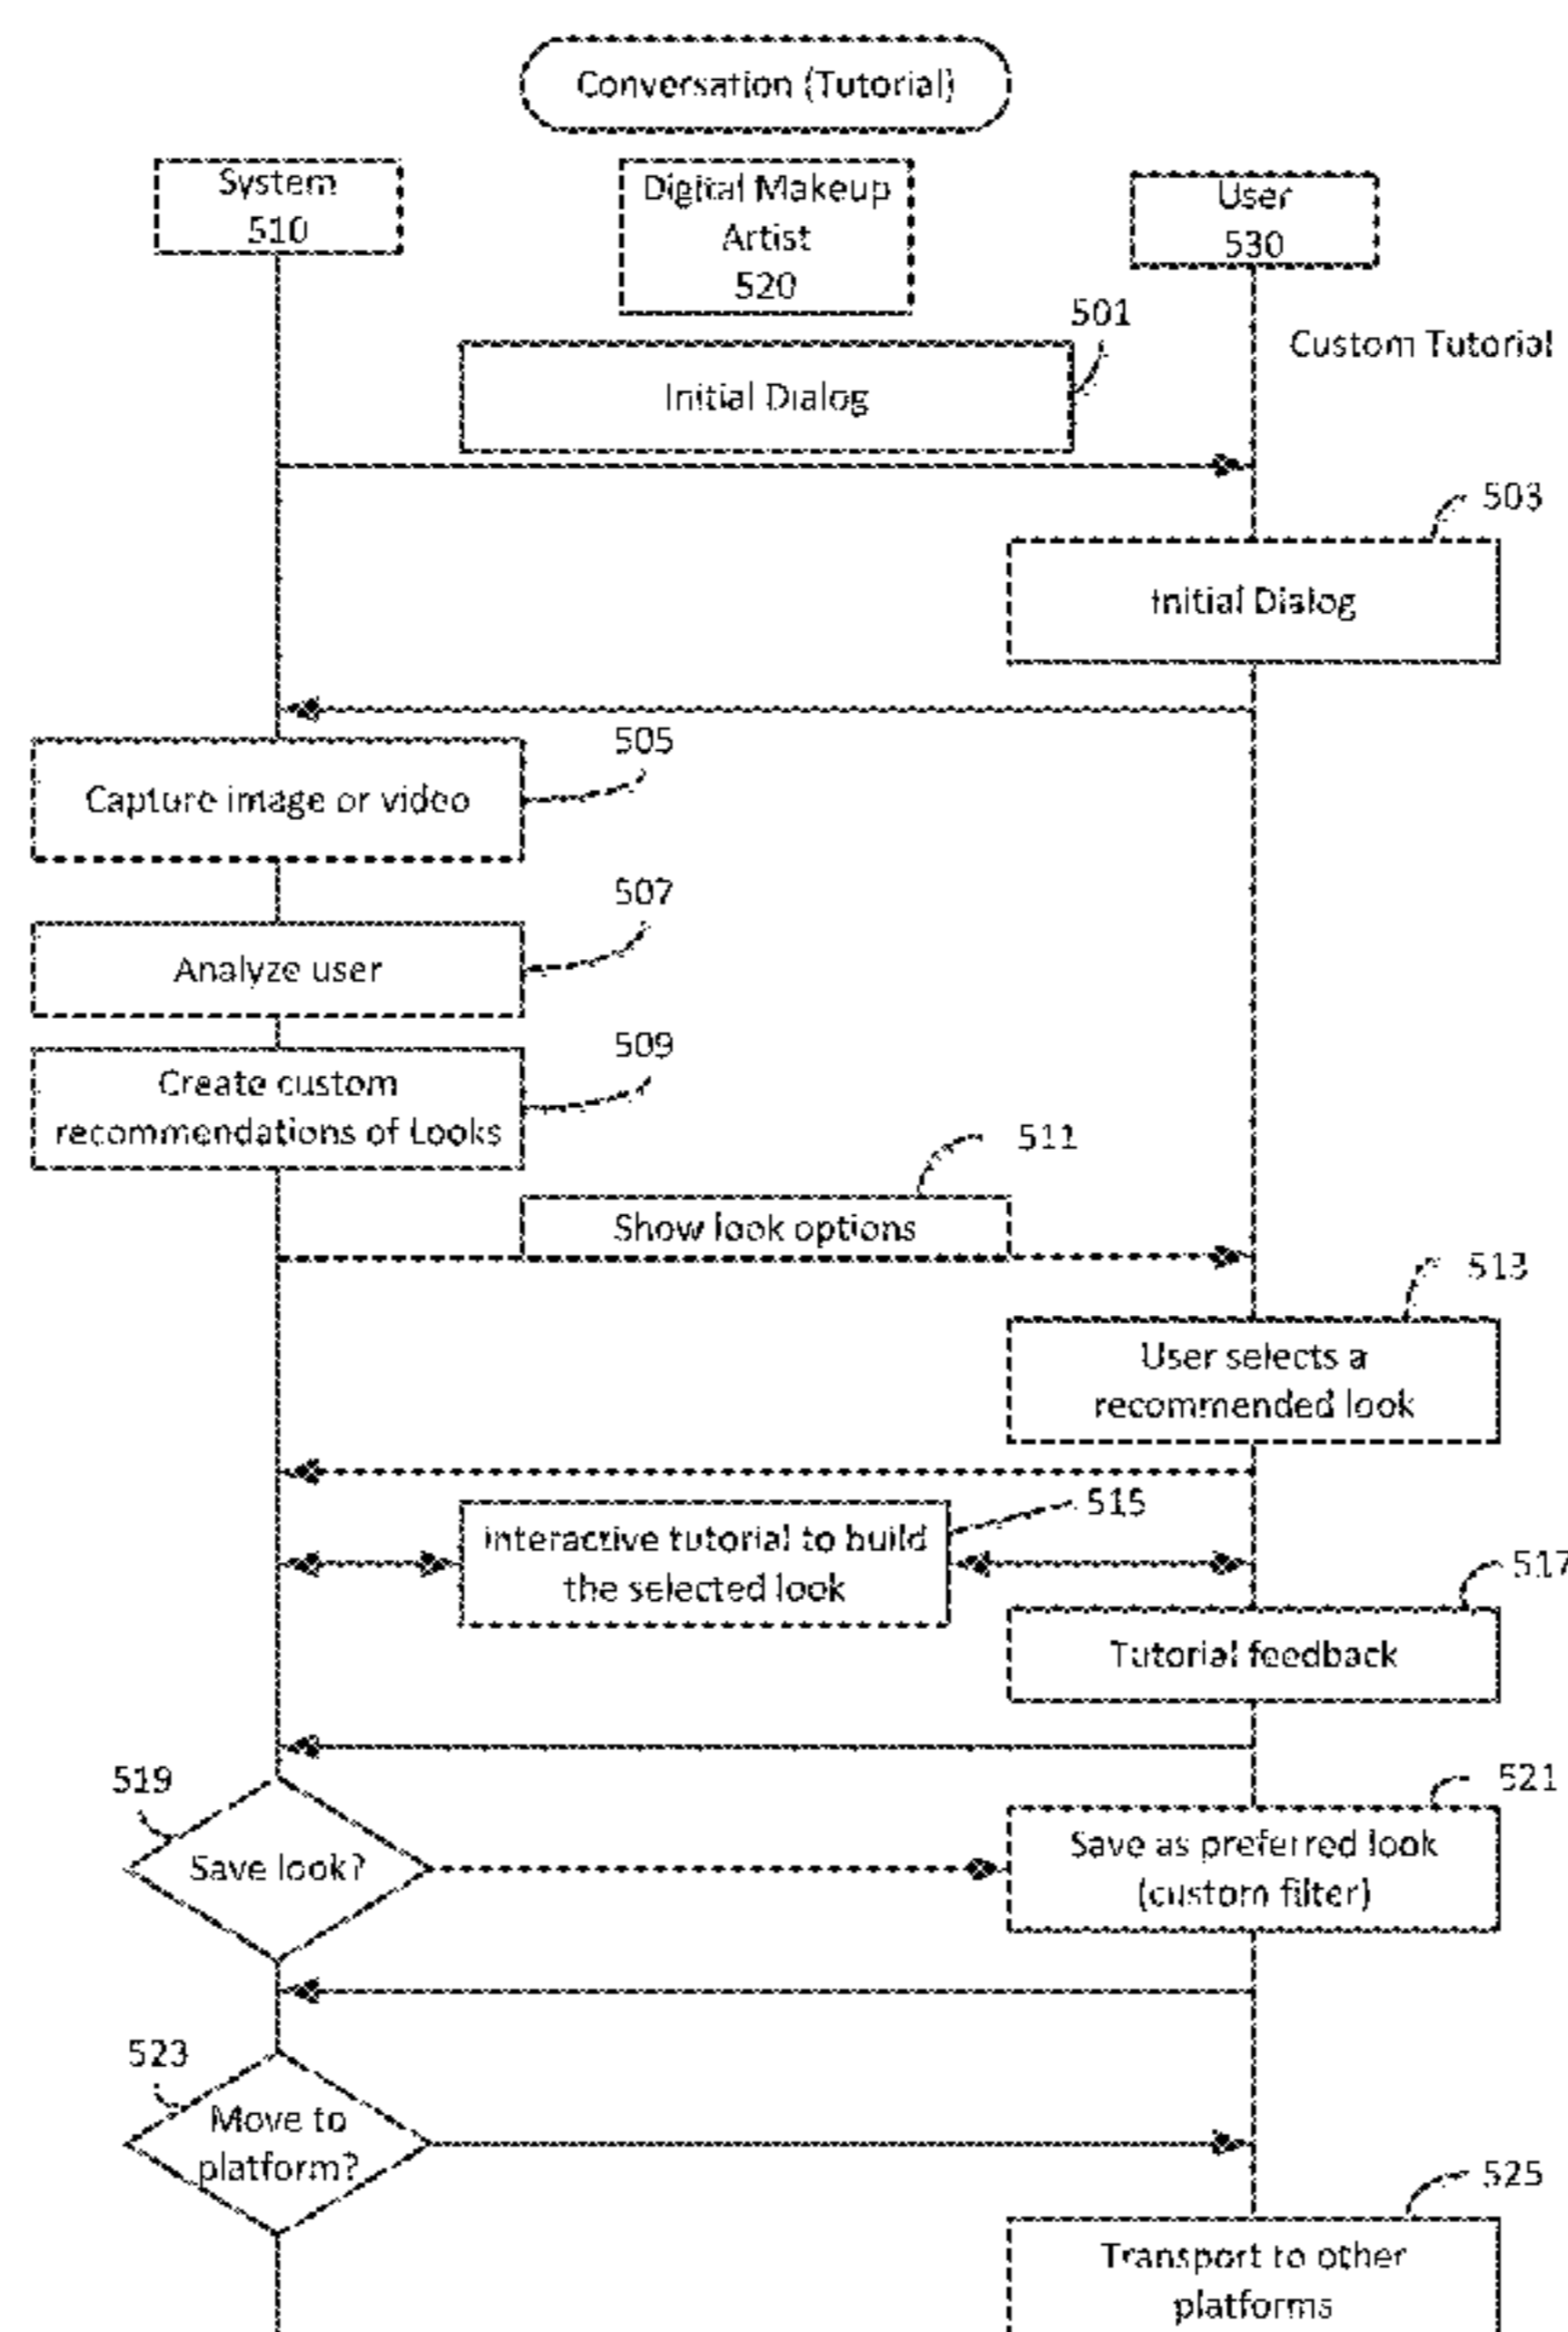 Conversation (Tutorial)
System
510
Digital Makeup
Artist
520
User
530
501
Custom Tutorial
Initial Dialog
503
Initial Dialog
505
Capture image or video
507
Analyze user
509
Create custom
recommendations of Looks
511
Show look options
513
User selects a
recommended look
515
interactive tutorial to build
the selected look
517
Tutorial feedback
519
521
Save look?
Save as preferred look
(custom filter)
523
Move to
platform?
525
Transport to other
platforms